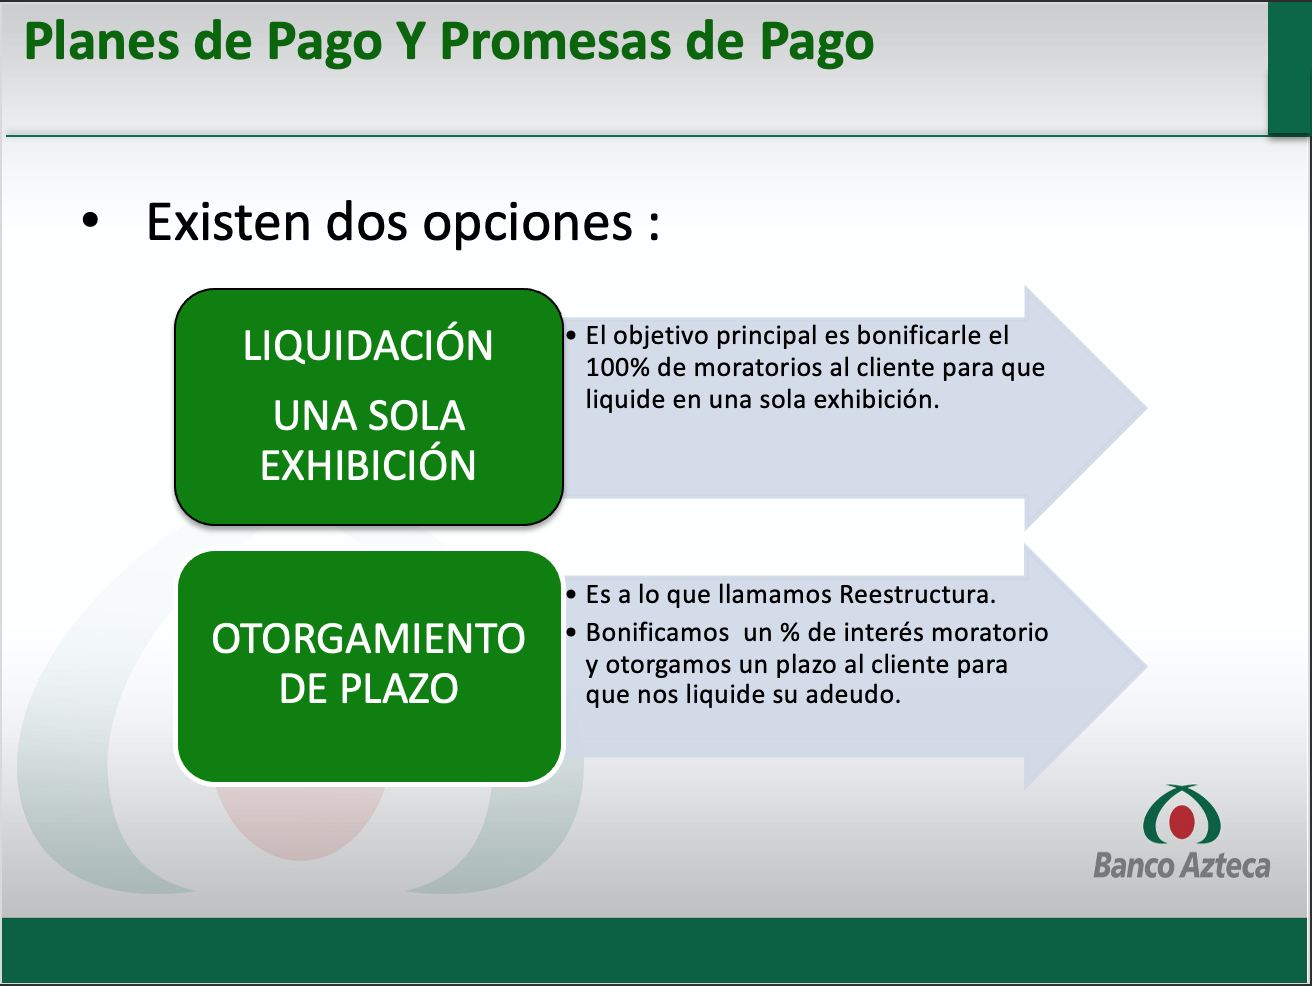 Planes de Pago Y Promesas de Pago
• Existen dos opciones :
LIQUIDACIÓN
UNA SOLA
EXHIBICIÓN
• El objetivo principal es bonificarle el
100% de moratorios al cliente para que
liquide en una sola exhibición.
OTORGAMIENTO
DE PLAZO
• Es a lo que llamamos Reestructura.
• Bonificamos  un % de interés moratorio
y otorgamos un plazo al cliente para
que nos liquide su adeudo.
Banco Azteca